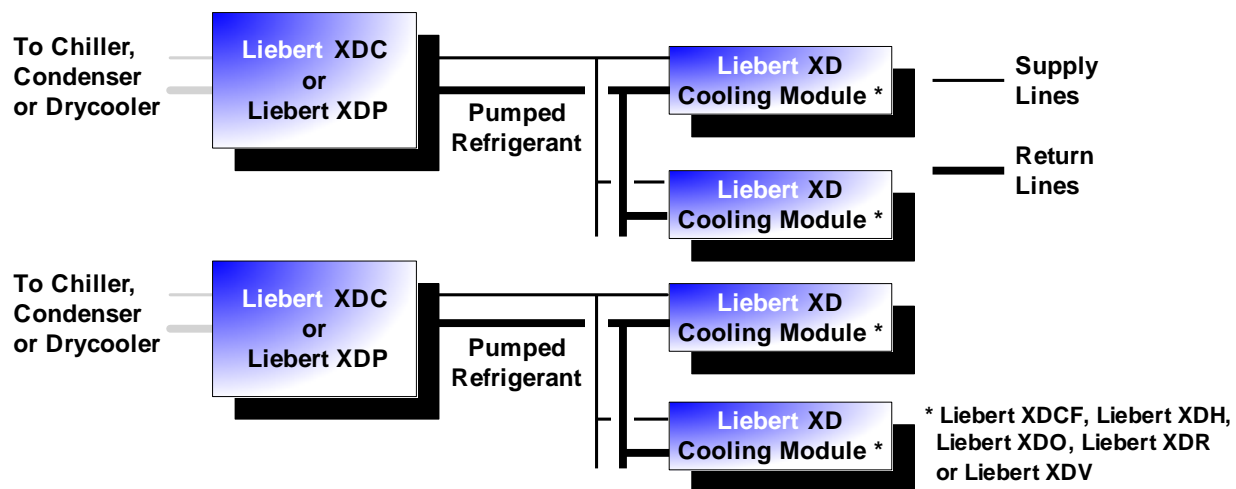 To Chiller,
Condenser
or Drycooler
Liebert XDC
or
Liebert XDP
Pumped
Refrigerant
Liebert XD
Cooling Module *
Liebert XD
Cooling Module *
Supply
Lines
Return
Lines
To Chiller,
Condenser
or Drycooler
Liebert XDC
or
Liebert XDP
Pumped
Refrigerant
Liebert XD
Cooling Module *
Liebert XD
Cooling Module *
* Liebert XDCF, Liebert XDH,
Liebert XDO, Liebert XDR
or Liebert XDV